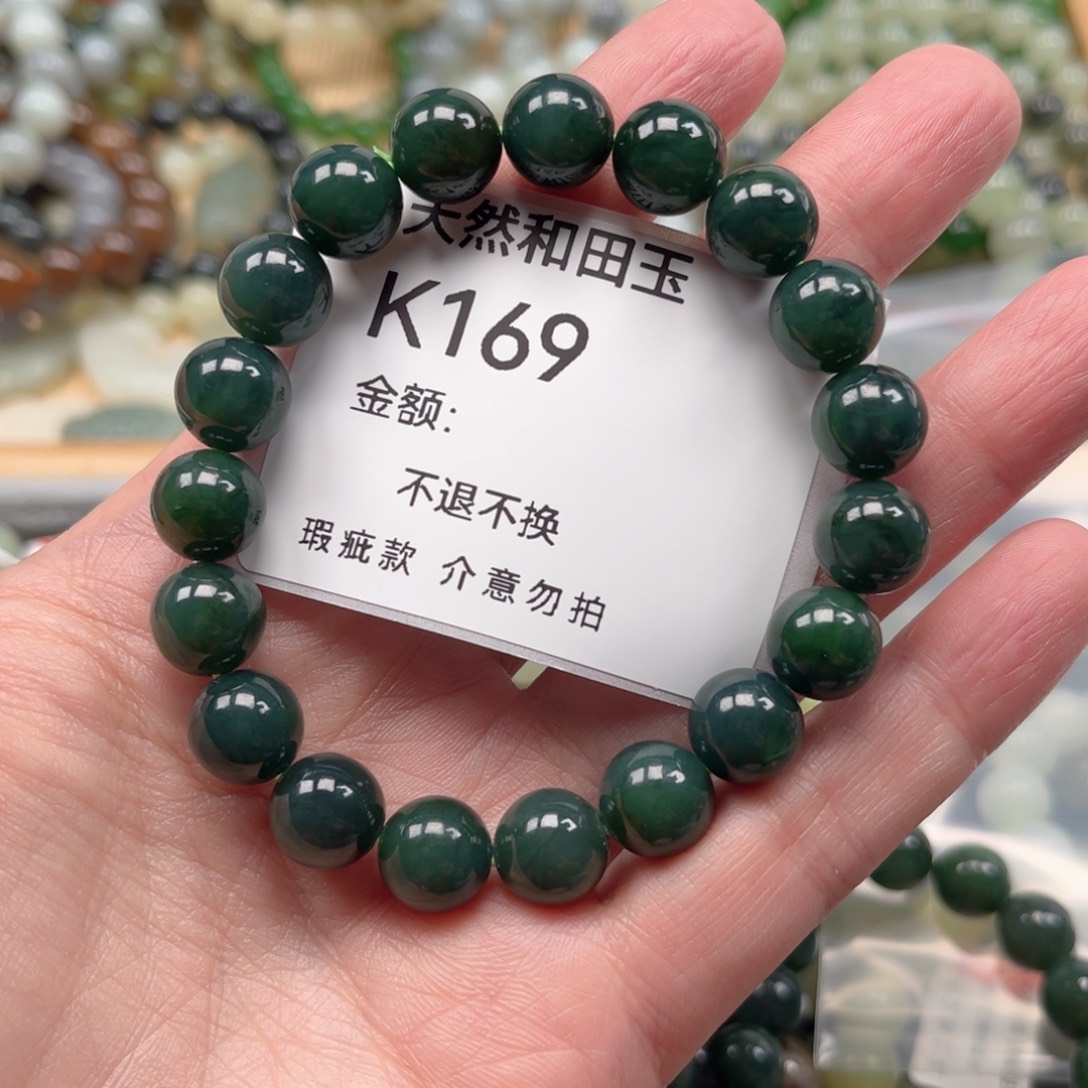 天然和田玉
K169
金额:
不退不换
瑕疵款 介意勿拍